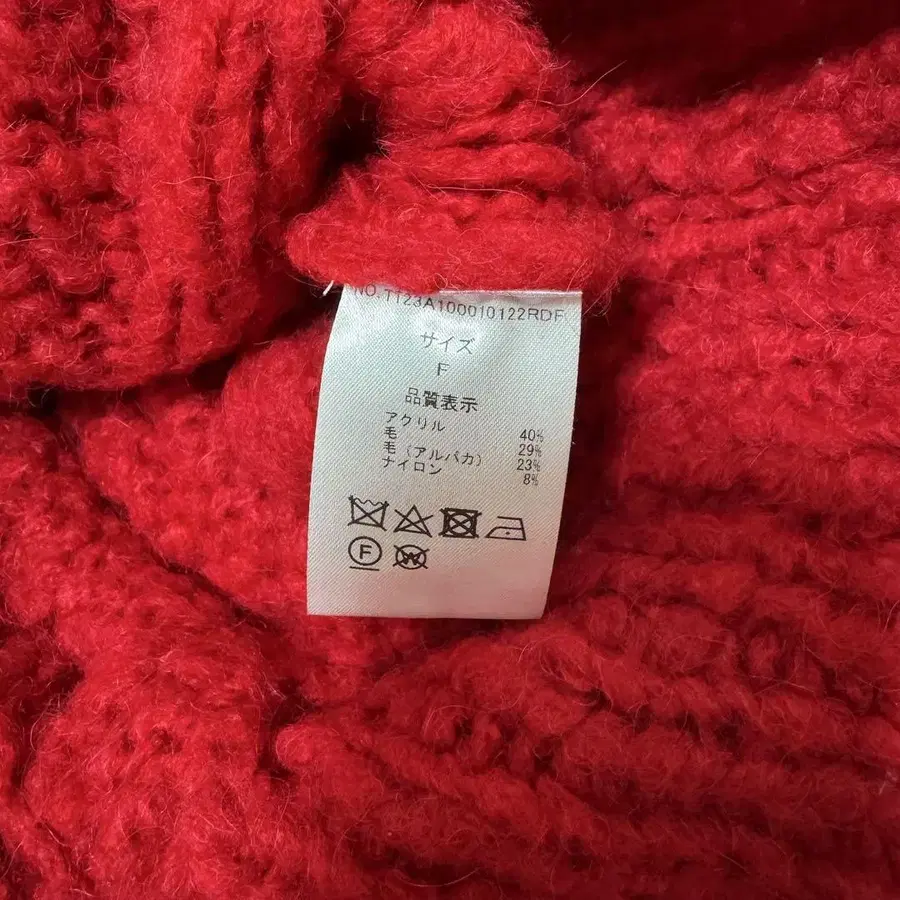 NO.T123A100010122RDF
サイズ
F
品質表示
アクリル 40%
毛 29%
毛(アルパカ) 23%
ナイロン 8%
F
W